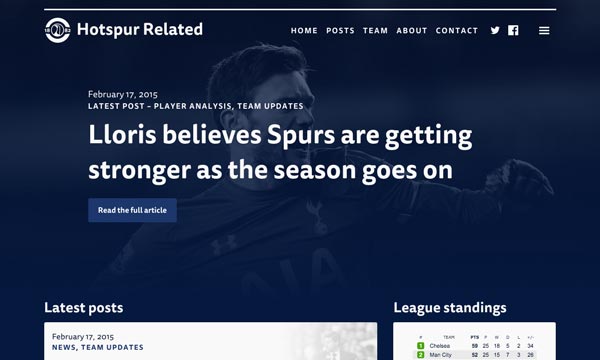 18 82 Hotspur Related
HOME POSTS TEAM ABOUT CONTACT
February 17, 2015
LATEST POST – PLAYER ANALYSIS, TEAM UPDATES
Lloris believes Spurs are getting
stronger as the season goes on
Read the full article
AIA
Latest posts
League standings
February 17, 2015
NEWS, TEAM UPDATES
# TEAM PTS P W D L +/-
1 Chelsea 59 25 18 5 2 34
2 Man City 52 25 15 7 3 26